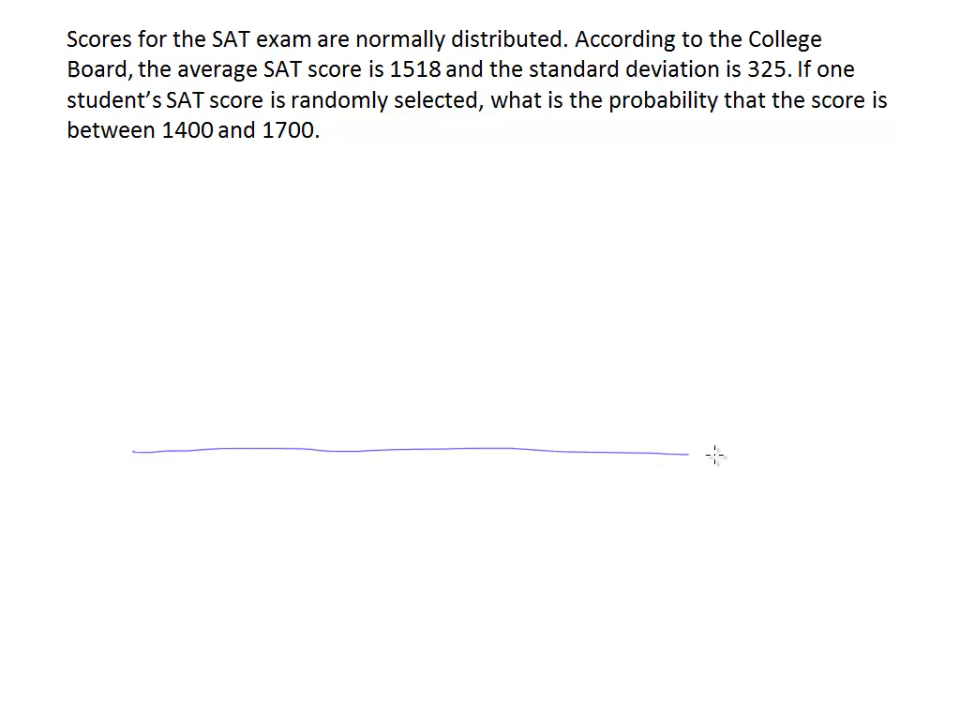 Scores for the SAT exam are normally distributed. According to the College
Board, the average SAT score is 1518 and the standard deviation is 325. If one
student’s SAT score is randomly selected, what is the probability that the score is
between 1400 and 1700.